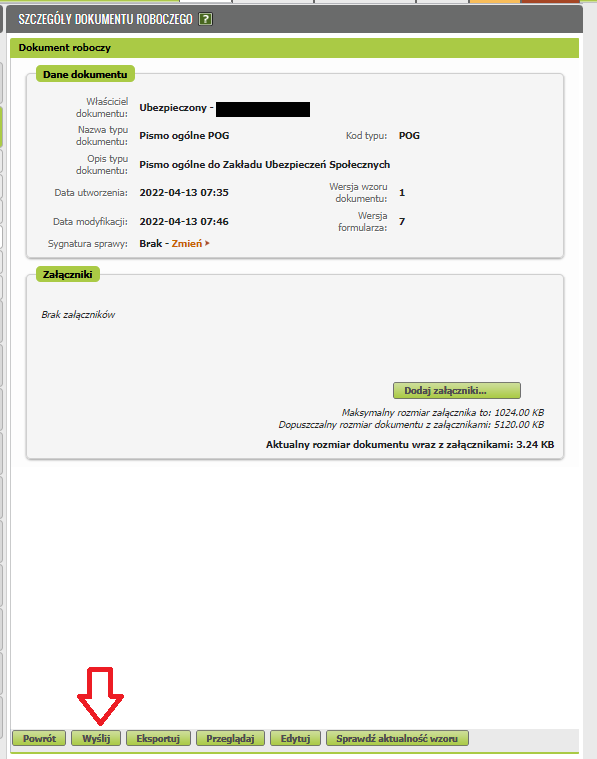 SZCZEGÓŁY DOKUMENTU ROBOCZEGO ?
Dokument roboczy
Dane dokumentu
Właściciel
dokumentu:
Ubezpieczony -
Nazwa typu
dokumentu:
Pismo ogólne POG
Kod typu: POG
Opis typu
dokumentu:
Pismo ogólne do Zakładu Ubezpieczeń Społecznych
Data utworzenia: 2022-04-13 07:35
Wersja wzoru
dokumentu:
1
Data modyfikacji: 2022-04-13 07:46
Wersja
formularza:
7
Sygnatura sprawy: Brak - Zmień
Załączniki
Brak załączników
Dodaj załączniki...
Maksymalny rozmiar załącznika to: 1024.00 KB
Dopuszczalny rozmiar dokumentu z załącznikami: 5120.00 KB
Aktualny rozmiar dokumentu wraz z załącznikami: 3.24 KB
Powrót Wyślij Eksportuj Przeglądaj Edytuj Sprawdź aktualność wzoru